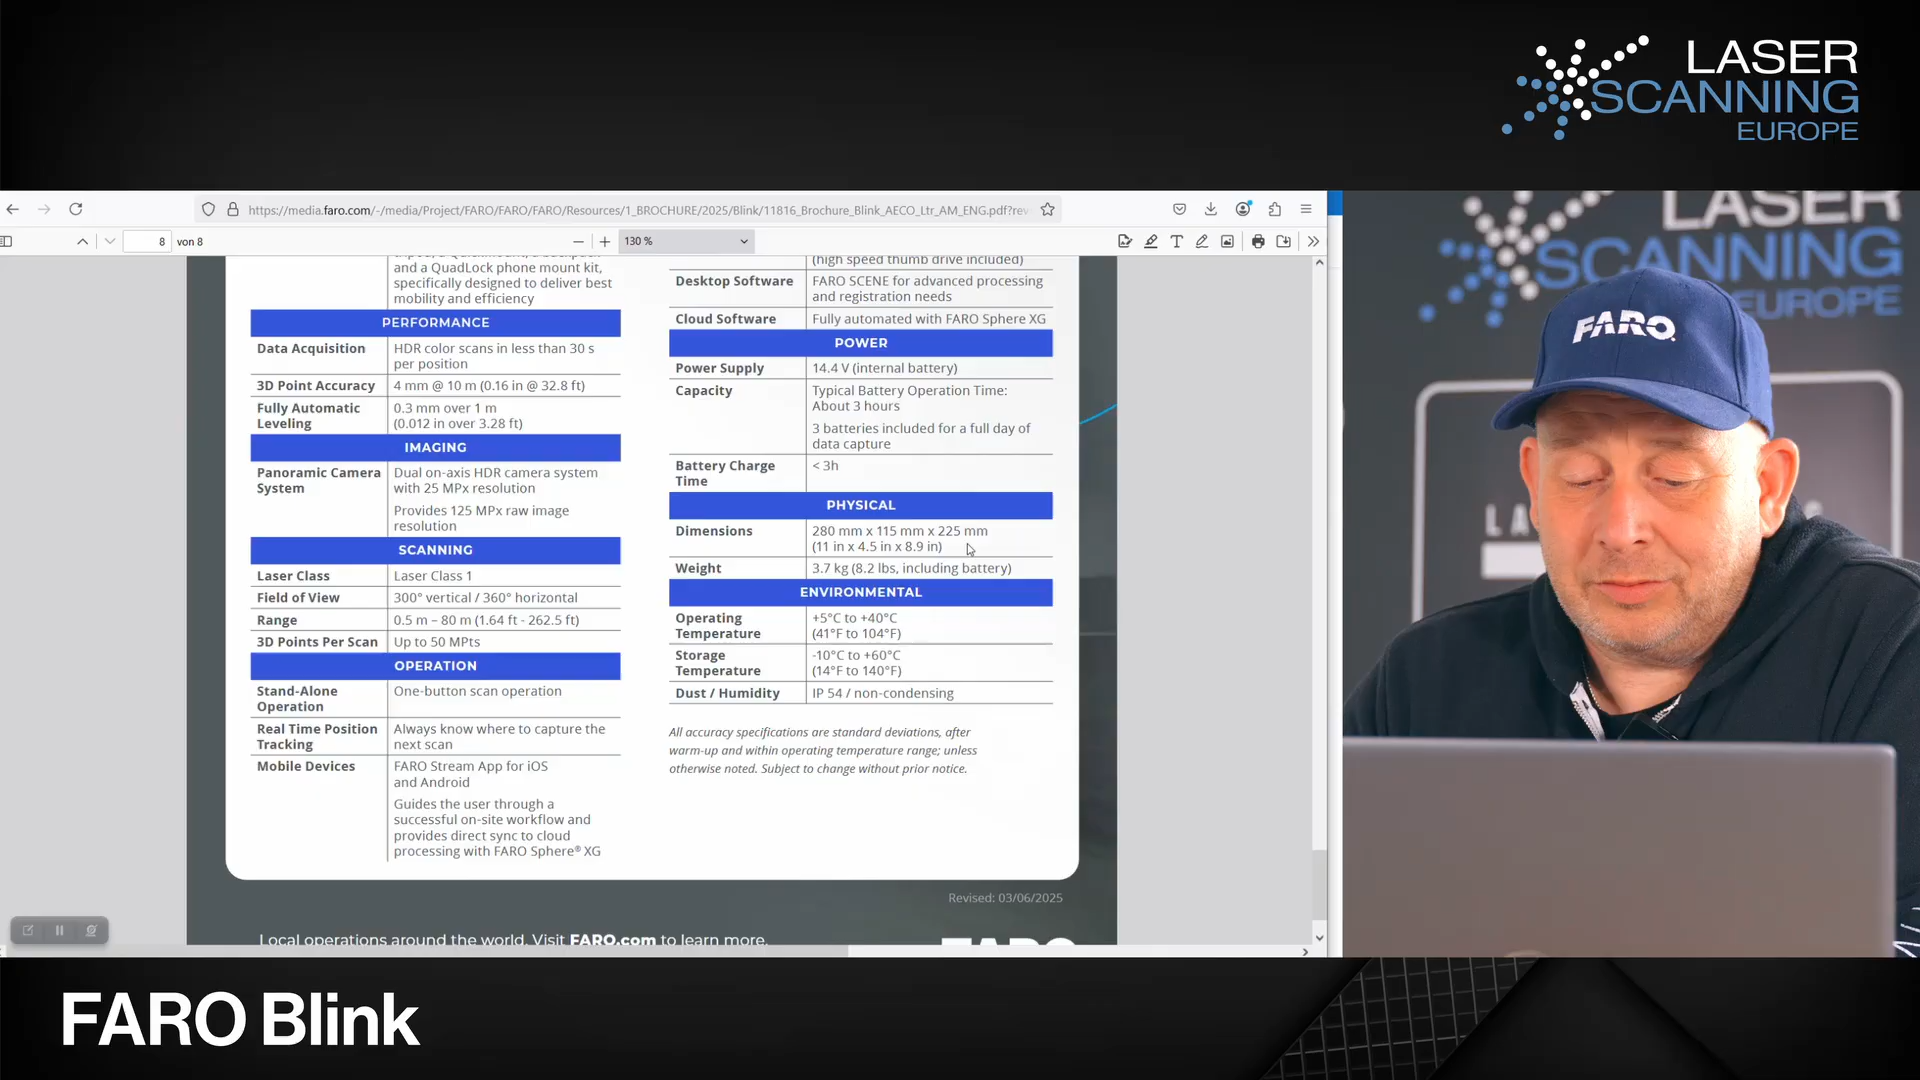 LASER
SCANNING
EUROPE
https://media.faro.com/-/media/Project/FARO/FARO/FARO/Resources/1_BROCHURE/2025/Blink/11816_Brochure_Blink_AECO_Ltr_AM_ENG.pdf?rev
8 von 8
130 %
and a QuadLock phone mount kit,
specifically designed to deliver best
mobility and efficiency
PERFORMANCE
Data Acquisition
HDR color scans in less than 30 s
per position
3D Point Accuracy
4 mm @ 10 m (0.16 in @ 32.8 ft)
Fully Automatic
Leveling
0.3 mm over 1 m
(0.012 in over 3.28 ft)
IMAGING
Panoramic Camera
System
Dual on-axis HDR camera system
with 25 MPx resolution
Provides 125 MPx raw image
resolution
SCANNING
Laser Class
Laser Class 1
Field of View
300° vertical / 360° horizontal
Range
0.5 m – 80 m (1.64 ft - 262.5 ft)
3D Points Per Scan
Up to 50 MPts
OPERATION
Stand-Alone
Operation
One-button scan operation
Real Time Position
Tracking
Always know where to capture the
next scan
Mobile Devices
FARO Stream App for iOS
and Android
Guides the user through a
successful on-site workflow and
provides direct sync to cloud
processing with FARO Sphere® XG
(high speed thumb drive included)
Desktop Software
FARO SCENE for advanced processing
and registration needs
Cloud Software
Fully automated with FARO Sphere XG
POWER
Power Supply
14.4 V (internal battery)
Capacity
Typical Battery Operation Time:
About 3 hours
3 batteries included for a full day of
data capture
Battery Charge
Time
< 3h
PHYSICAL
Dimensions
280 mm x 115 mm x 225 mm
(11 in x 4.5 in x 8.9 in)
Weight
3.7 kg (8.2 lbs, including battery)
ENVIRONMENTAL
Operating
Temperature
+5°C to +40°C
(41°F to 104°F)
Storage
Temperature
-10°C to +60°C
(14°F to 140°F)
Dust / Humidity
IP 54 / non-condensing
All accuracy specifications are standard deviations, after
warm-up and within operating temperature range; unless
otherwise noted. Subject to change without prior notice.
Revised: 03/06/2025
Local operations around the world. Visit FARO.com to learn more.
FARO
LASER
SCANNING
EUROPE
FARO
FARO Blink